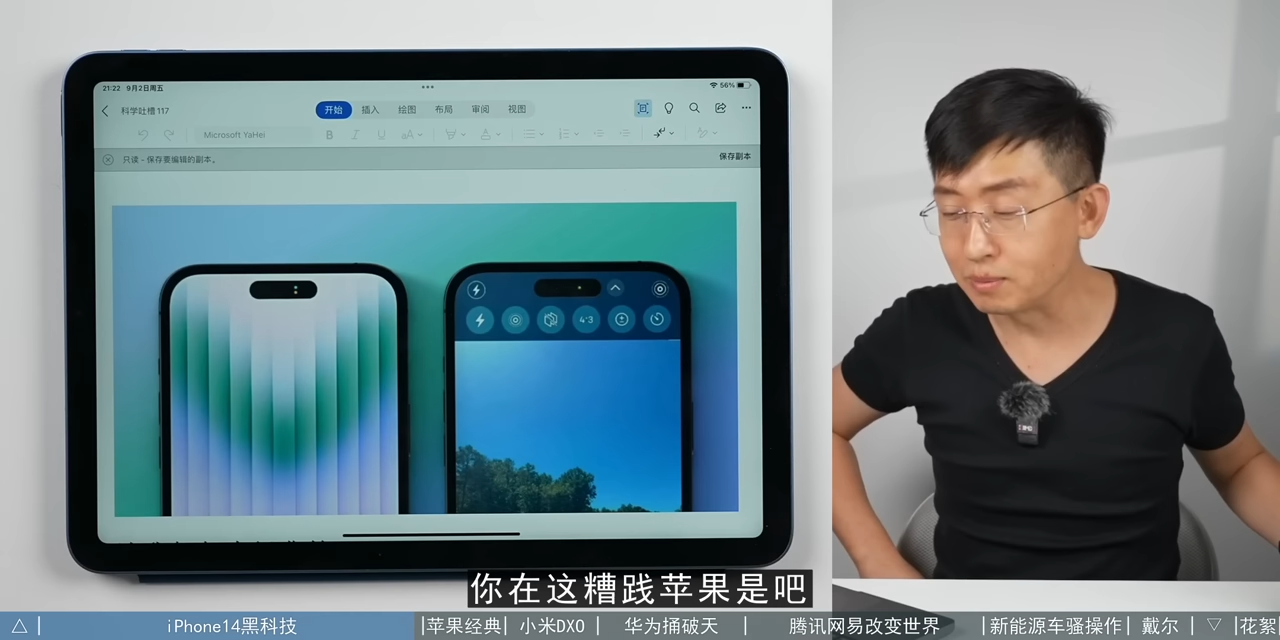 21:22 9月2日周五
56%
科学吐槽 117
开始 插入 绘图 布局 审阅 视图
Microsoft YaHei
B I U aA
只读 - 保存要编辑的副本。
保存副本
4:3
你在这糟践苹果是吧
△ | iPhone14黑科技 |苹果经典| 小米DXO | 华为捅破天 | 腾讯网易改变世界 |新能源车骚操作| 戴尔 | ▽ |花絮